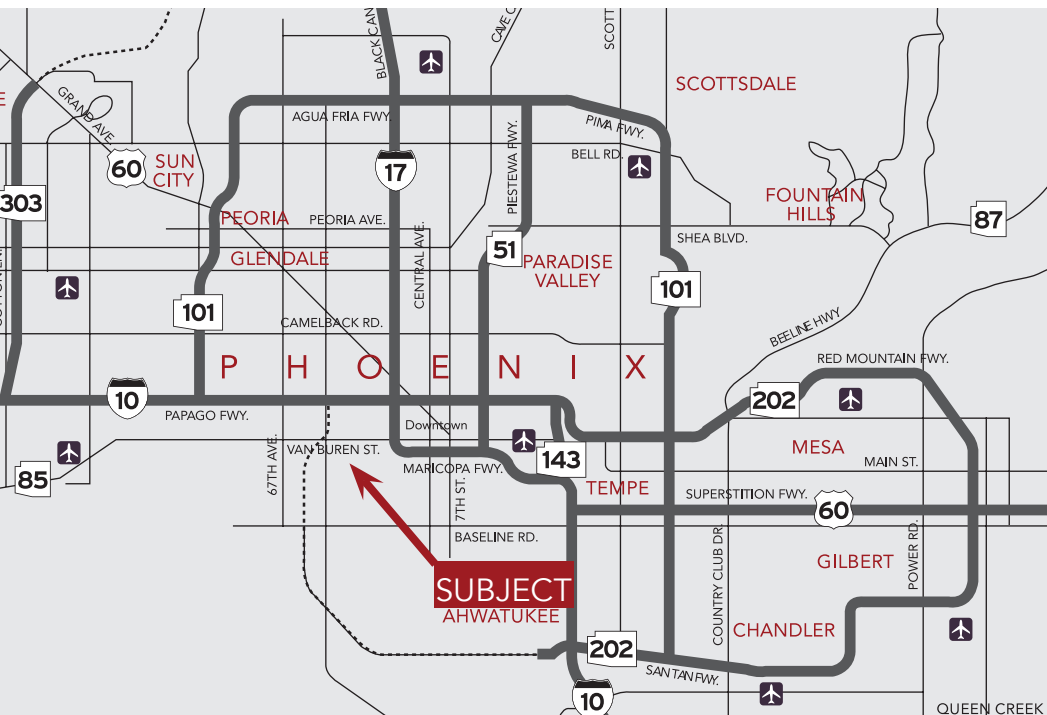 BLACK CAN
CAVE C
SCOTT
SCOTTSDALE
E
GRAND AVE.
AGUA FRIA FWY.
PIMA FWY.
BELL RD.
60
SUN
CITY
17
303
PIESTEWA FWY.
FOUNTAIN
HILLS
87
PEORIA
PEORIA AVE.
CENTRAL AVE.
SHEA BLVD.
GLENDALE
51
PARADISE
VALLEY
101
101
CAMELBACK RD.
BEELINE HWY
PHOENIX
RED MOUNTAIN FWY.
10
202
PAPAGO FWY.
Downtown
67TH AVE.
VAN BUREN ST.
143
MESA
MARICOPA FWY.
MAIN ST.
85
7TH ST.
TEMPE
SUPERSTITION FWY.
60
BASELINE RD.
COUNTRY CLUB DR.
POWER RD.
GILBERT
SUBJECT
AHWATUKEE
CHANDLER
202
SANTAN FWY.
10
QUEEN CREEK